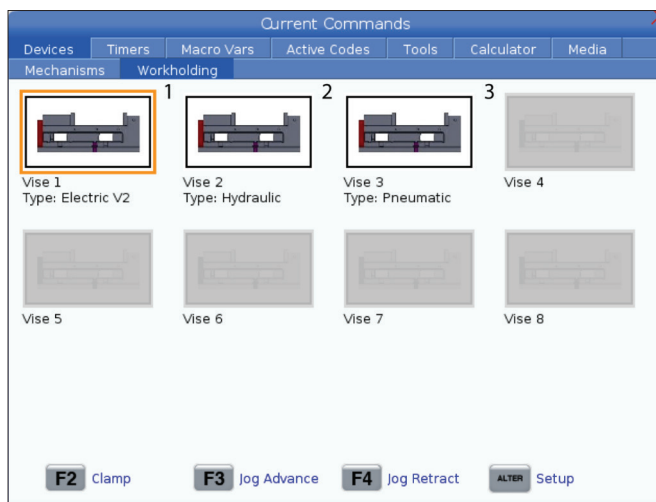 Current Commands
Devices Timers Macro Vars Active Codes Tools Calculator Media
Mechanisms Workholding
1 2 3
Vise 1 Vise 2 Vise 3 Vise 4
Type: Electric V2 Type: Hydraulic Type: Pneumatic
Vise 5 Vise 6 Vise 7 Vise 8
F2 Clamp F3 Jog Advance F4 Jog Retract ALTER Setup